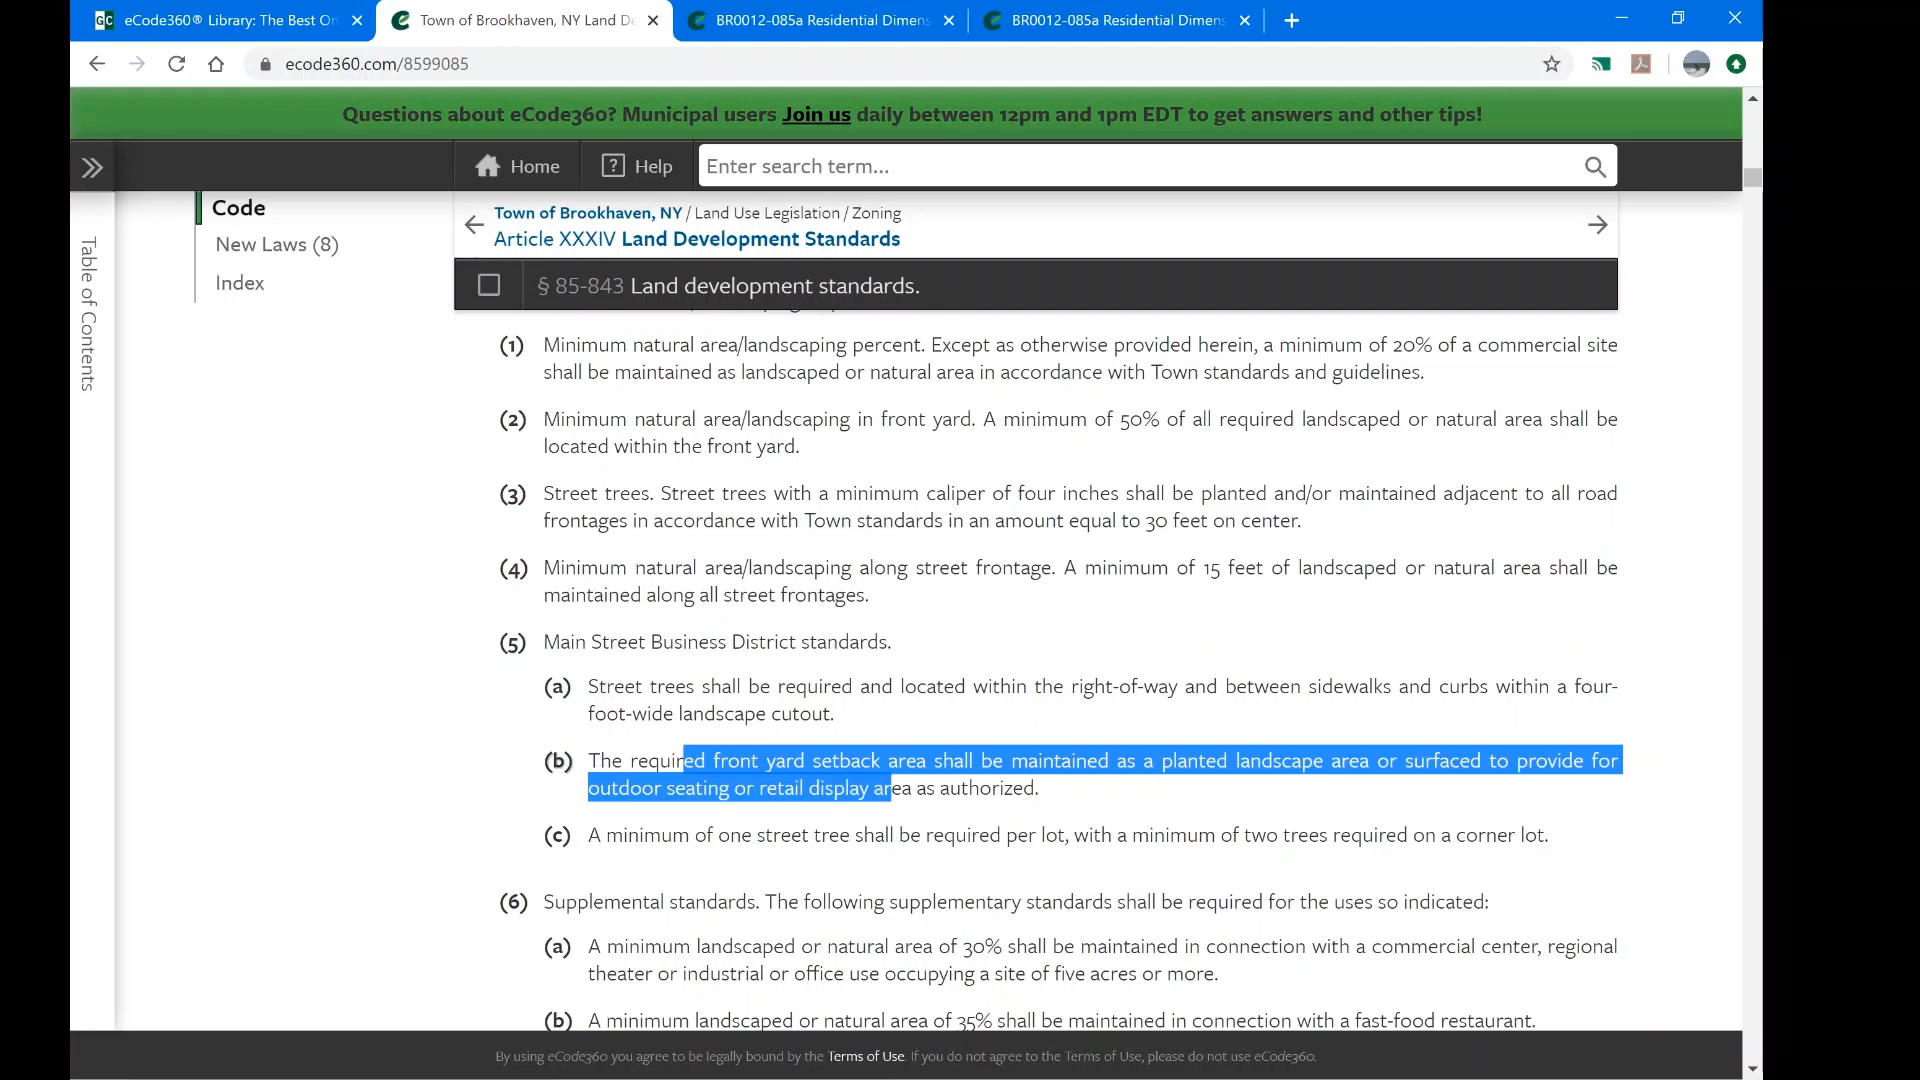 GC eCode360® Library: The Best On
Town of Brookhaven, NY Land De
BR0012-085a Residential Dimens
BR0012-085a Residential Dimens
ecode360.com/8599085
Questions about eCode360? Municipal users Join us daily between 12pm and 1pm EDT to get answers and other tips!
Home
Help
Enter search term...
Table of Contents
Code
New Laws (8)
Index
Town of Brookhaven, NY / Land Use Legislation / Zoning
Article XXXIV Land Development Standards
§ 85-843 Land development standards.
(1) Minimum natural area/landscaping percent. Except as otherwise provided herein, a minimum of 20% of a commercial site
shall be maintained as landscaped or natural area in accordance with Town standards and guidelines.
(2) Minimum natural area/landscaping in front yard. A minimum of 50% of all required landscaped or natural area shall be
located within the front yard.
(3) Street trees. Street trees with a minimum caliper of four inches shall be planted and/or maintained adjacent to all road
frontages in accordance with Town standards in an amount equal to 30 feet on center.
(4) Minimum natural area/landscaping along street frontage. A minimum of 15 feet of landscaped or natural area shall be
maintained along all street frontages.
(5) Main Street Business District standards.
(a) Street trees shall be required and located within the right-of-way and between sidewalks and curbs within a four-
foot-wide landscape cutout.
(b) The required front yard setback area shall be maintained as a planted landscape area or surfaced to provide for
outdoor seating or retail display area as authorized.
(c) A minimum of one street tree shall be required per lot, with a minimum of two trees required on a corner lot.
(6) Supplemental standards. The following supplementary standards shall be required for the uses so indicated:
(a) A minimum landscaped or natural area of 30% shall be maintained in connection with a commercial center, regional
theater or industrial or office use occupying a site of five acres or more.
(b) A minimum landscaped or natural area of 35% shall be maintained in connection with a fast-food restaurant.
By using eCode360 you agree to be legally bound by the Terms of Use. If you do not agree to the Terms of Use, please do not use eCode360.